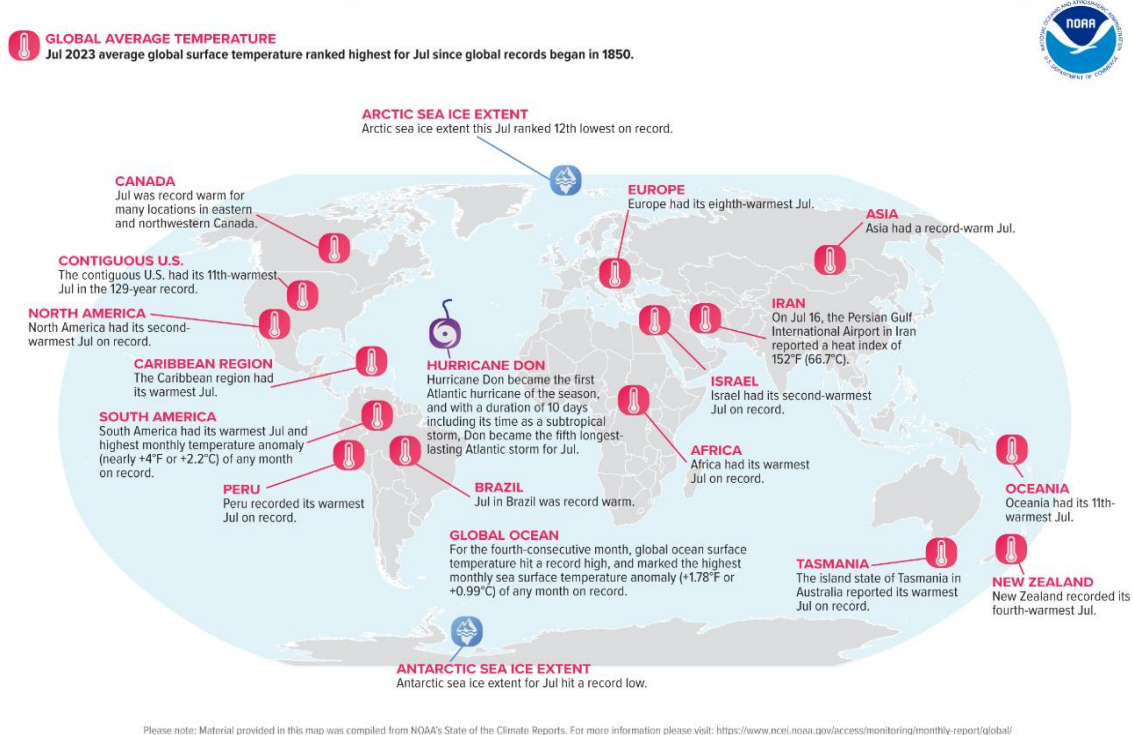 GLOBAL AVERAGE TEMPERATURE
Jul 2023 average global surface temperature ranked highest for Jul since global records began in 1850.
NATIONAL OCEANIC AND ATMOSPHERIC ADMINISTRATION
NOAA
U.S. DEPARTMENT OF COMMERCE
ARCTIC SEA ICE EXTENT
Arctic sea ice extent this Jul ranked 12th lowest on record.
CANADA
Jul was record warm for
many locations in eastern
and northwestern Canada.
EUROPE
Europe had its eighth-warmest Jul.
ASIA
Asia had a record-warm Jul.
CONTIGUOUS U.S.
The contiguous U.S. had its 11th-warmest
Jul in the 129-year record.
NORTH AMERICA
North America had its second-
warmest Jul on record.
IRAN
On Jul 16, the Persian Gulf
International Airport in Iran
reported a heat index of
152°F (66.7°C).
CARIBBEAN REGION
The Caribbean region had
its warmest Jul.
HURRICANE DON
Hurricane Don became the first
Atlantic hurricane of the season,
and with a duration of 10 days
including its time as a subtropical
storm, Don became the fifth longest-
lasting Atlantic storm for Jul.
ISRAEL
Israel had its second-warmest
Jul on record.
SOUTH AMERICA
South America had its warmest Jul and
highest monthly temperature anomaly
(nearly +4°F or +2.2°C) of any month
on record.
AFRICA
Africa had its warmest
Jul on record.
PERU
Peru recorded its warmest
Jul on record.
BRAZIL
Jul in Brazil was record warm.
OCEANIA
Oceania had its 11th-
warmest Jul.
GLOBAL OCEAN
For the fourth-consecutive month, global ocean surface
temperature hit a record high, and marked the highest
monthly sea surface temperature anomaly (+1.78°F or
+0.99°C) of any month on record.
TASMANIA
The island state of Tasmania in
Australia reported its warmest
Jul on record.
NEW ZEALAND
New Zealand recorded its
fourth-warmest Jul.
ANTARCTIC SEA ICE EXTENT
Antarctic sea ice extent for Jul hit a record low.
Please note: Material provided in this map was compiled from NOAA's State of the Climate Reports. For more information please visit: https://www.ncei.noaa.gov/access/monitoring/monthly-report/global/